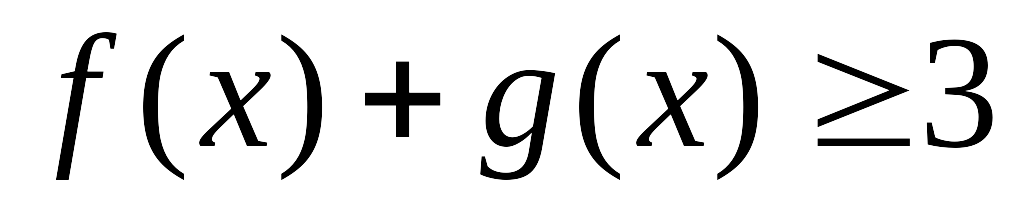 f(x) + g(x) ≥3